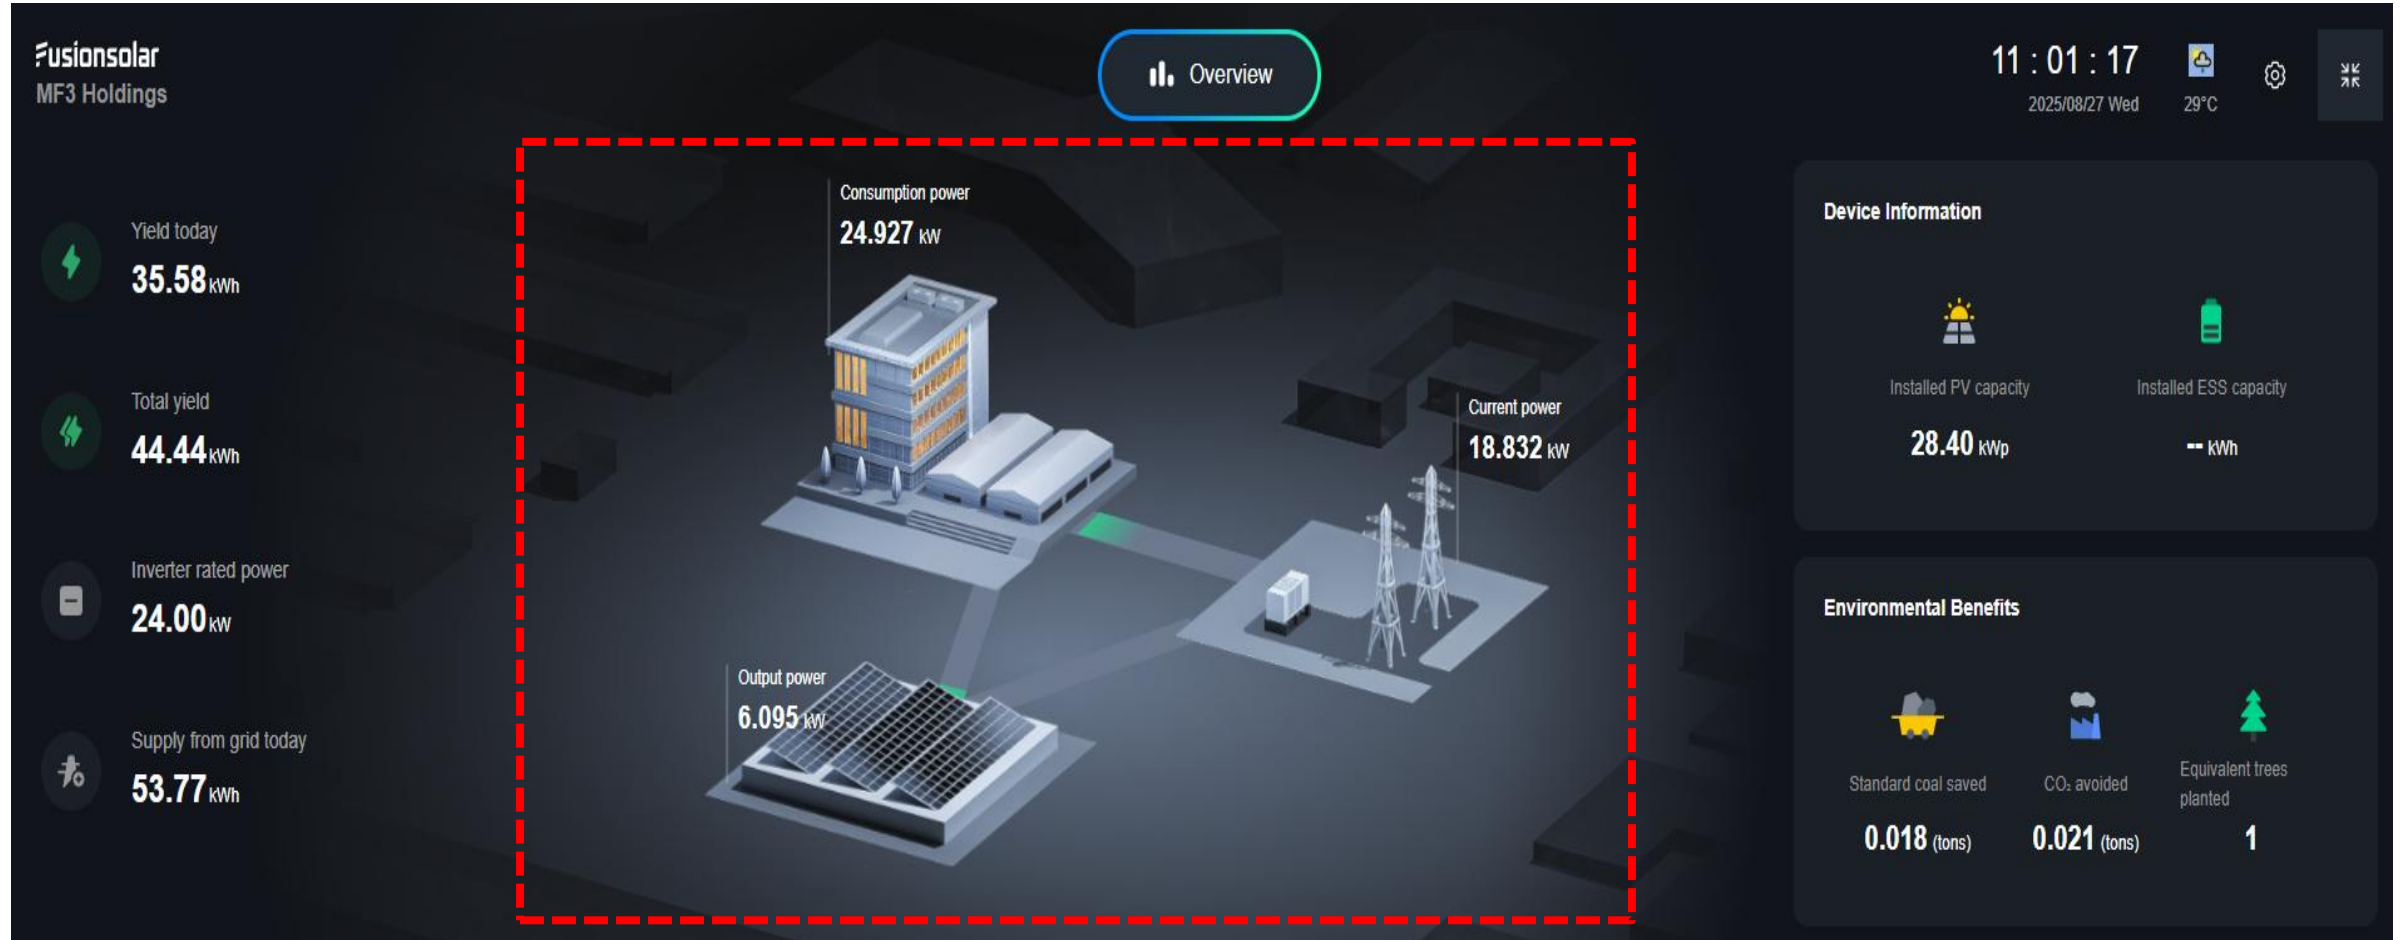 Fusionsolar
MF3 Holdings
Overview
11 : 01 : 17
2025/08/27 Wed
29°C
Yield today
35.58 kWh
Total yield
44.44 kWh
Inverter rated power
24.00 kW
Supply from grid today
53.77 kWh
Consumption power
24.927 kW
Current power
18.832 kW
Output power
6.095 kW
Device Information
Installed PV capacity
28.40 kWp
Installed ESS capacity
-- kWh
Environmental Benefits
Standard coal saved
0.018 (tons)
CO₂ avoided
0.021 (tons)
Equivalent trees
planted
1